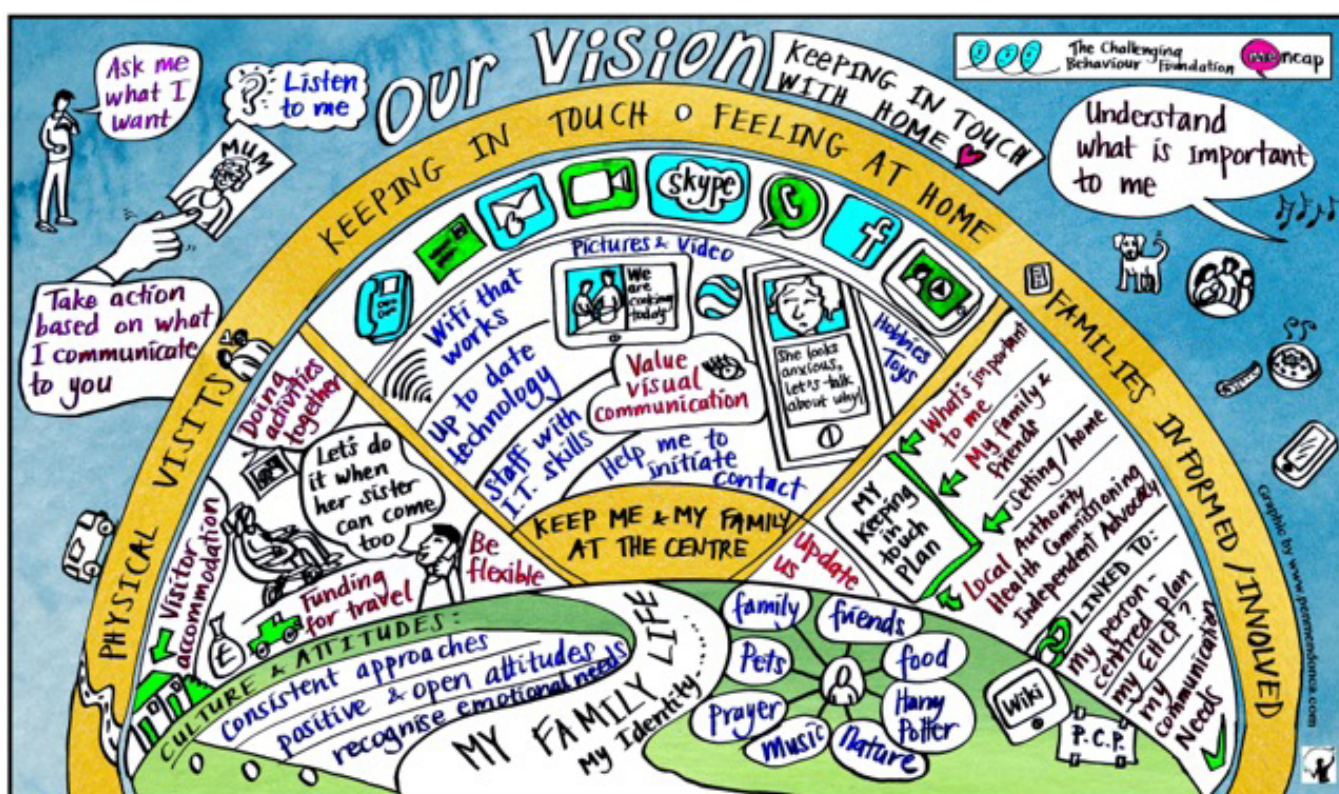 OUR VISION
KEEPING IN TOUCH
WITH HOME
The Challenging
Behaviour Foundation
mencap
Ask me
what I
want
Listen
to me
MUM
Take action
based on what
I communicate
to you
Understand
what is important
to me
PHYSICAL VISITS
KEEPING IN TOUCH
FEELING AT HOME
FAMILIES INFORMED / INVOLVED
skype
f
Pictures & Video
Wifi that
works
Up to date
technology
Staff with
I.T. skills
We
are
cooking
today!
Value
visual
communication
Help me to
initiate
contact
She looks
anxious,
let's talk
about why!
Hobbies
Toys
Doing
activities
together
Let's do
it when
her sister
can come
too
Visitor
accommodation
Funding
for travel
£
Be
flexible
KEEP ME & MY FAMILY
AT THE CENTRE
update
us
MY
Keeping
in
touch
Plan
What's important
to me
My family &
friends
Setting / home
Local Authority
Health Commissioning
Independent Advocacy
LINKED TO:
my person-
centred plan
my EHCP?
my
communication
Needs
CULTURE & ATTITUDES:
consistent approaches
positive & open attitudes
recognise emotional needs
MY FAMILY LIFE
My Identity
family
friends
Pets
food
prayer
Harry
Potter
music
nature
Wiki
P.C.P.
Graphic by www.penmendonca.com